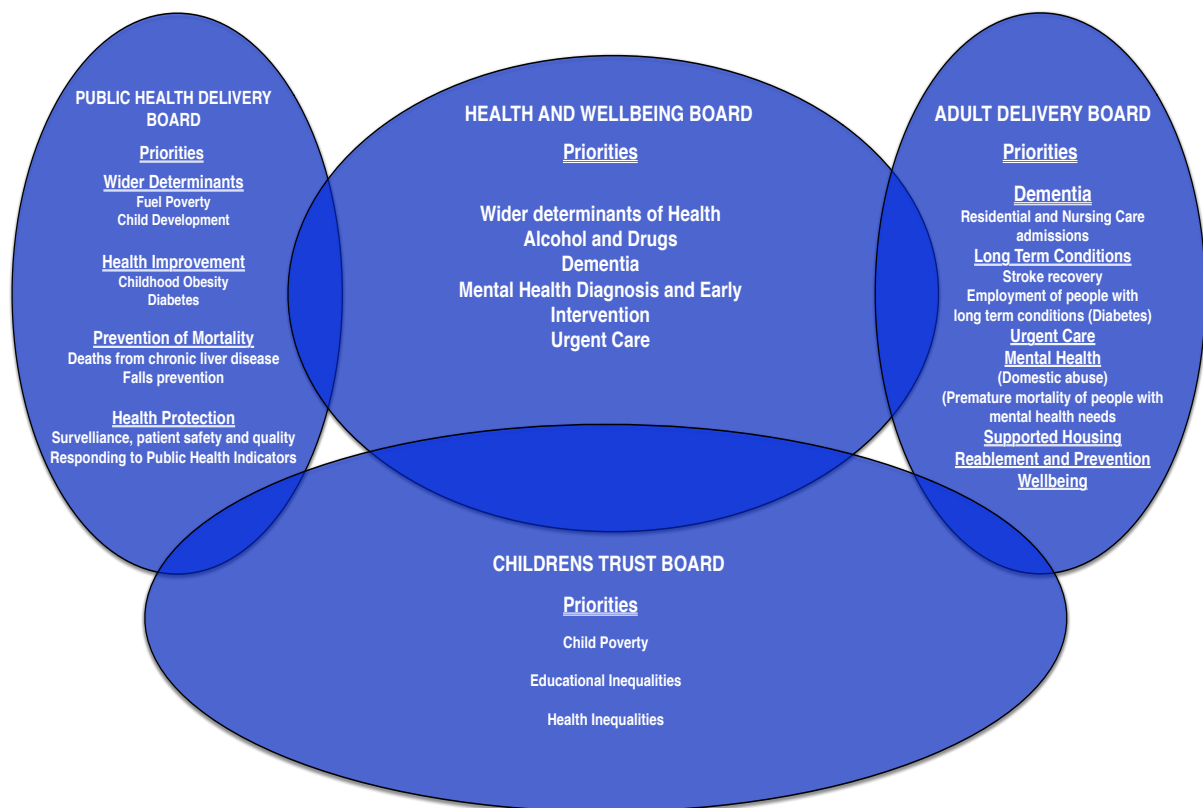 PUBLIC HEALTH DELIVERY
BOARD
Priorities
Wider Determinants
Fuel Poverty
Child Development
Health Improvement
Childhood Obesity
Diabetes
Prevention of Mortality
Deaths from chronic liver disease
Falls prevention
Health Protection
Survelliance, patient safety and quality
Responding to Public Health Indicators
HEALTH AND WELLBEING BOARD
Priorities
Wider determinants of Health
Alcohol and Drugs
Dementia
Mental Health Diagnosis and Early
Intervention
Urgent Care
ADULT DELIVERY BOARD
Priorities
Dementia
Residential and Nursing Care
admissions
Long Term Conditions
Stroke recovery
Employment of people with
long term conditions (Diabetes)
Urgent Care
Mental Health
(Domestic abuse)
(Premature mortality of people with
mental health needs
Supported Housing
Reablement and Prevention
Wellbeing
CHILDRENS TRUST BOARD
Priorities
Child Poverty
Educational Inequalities
Health Inequalities